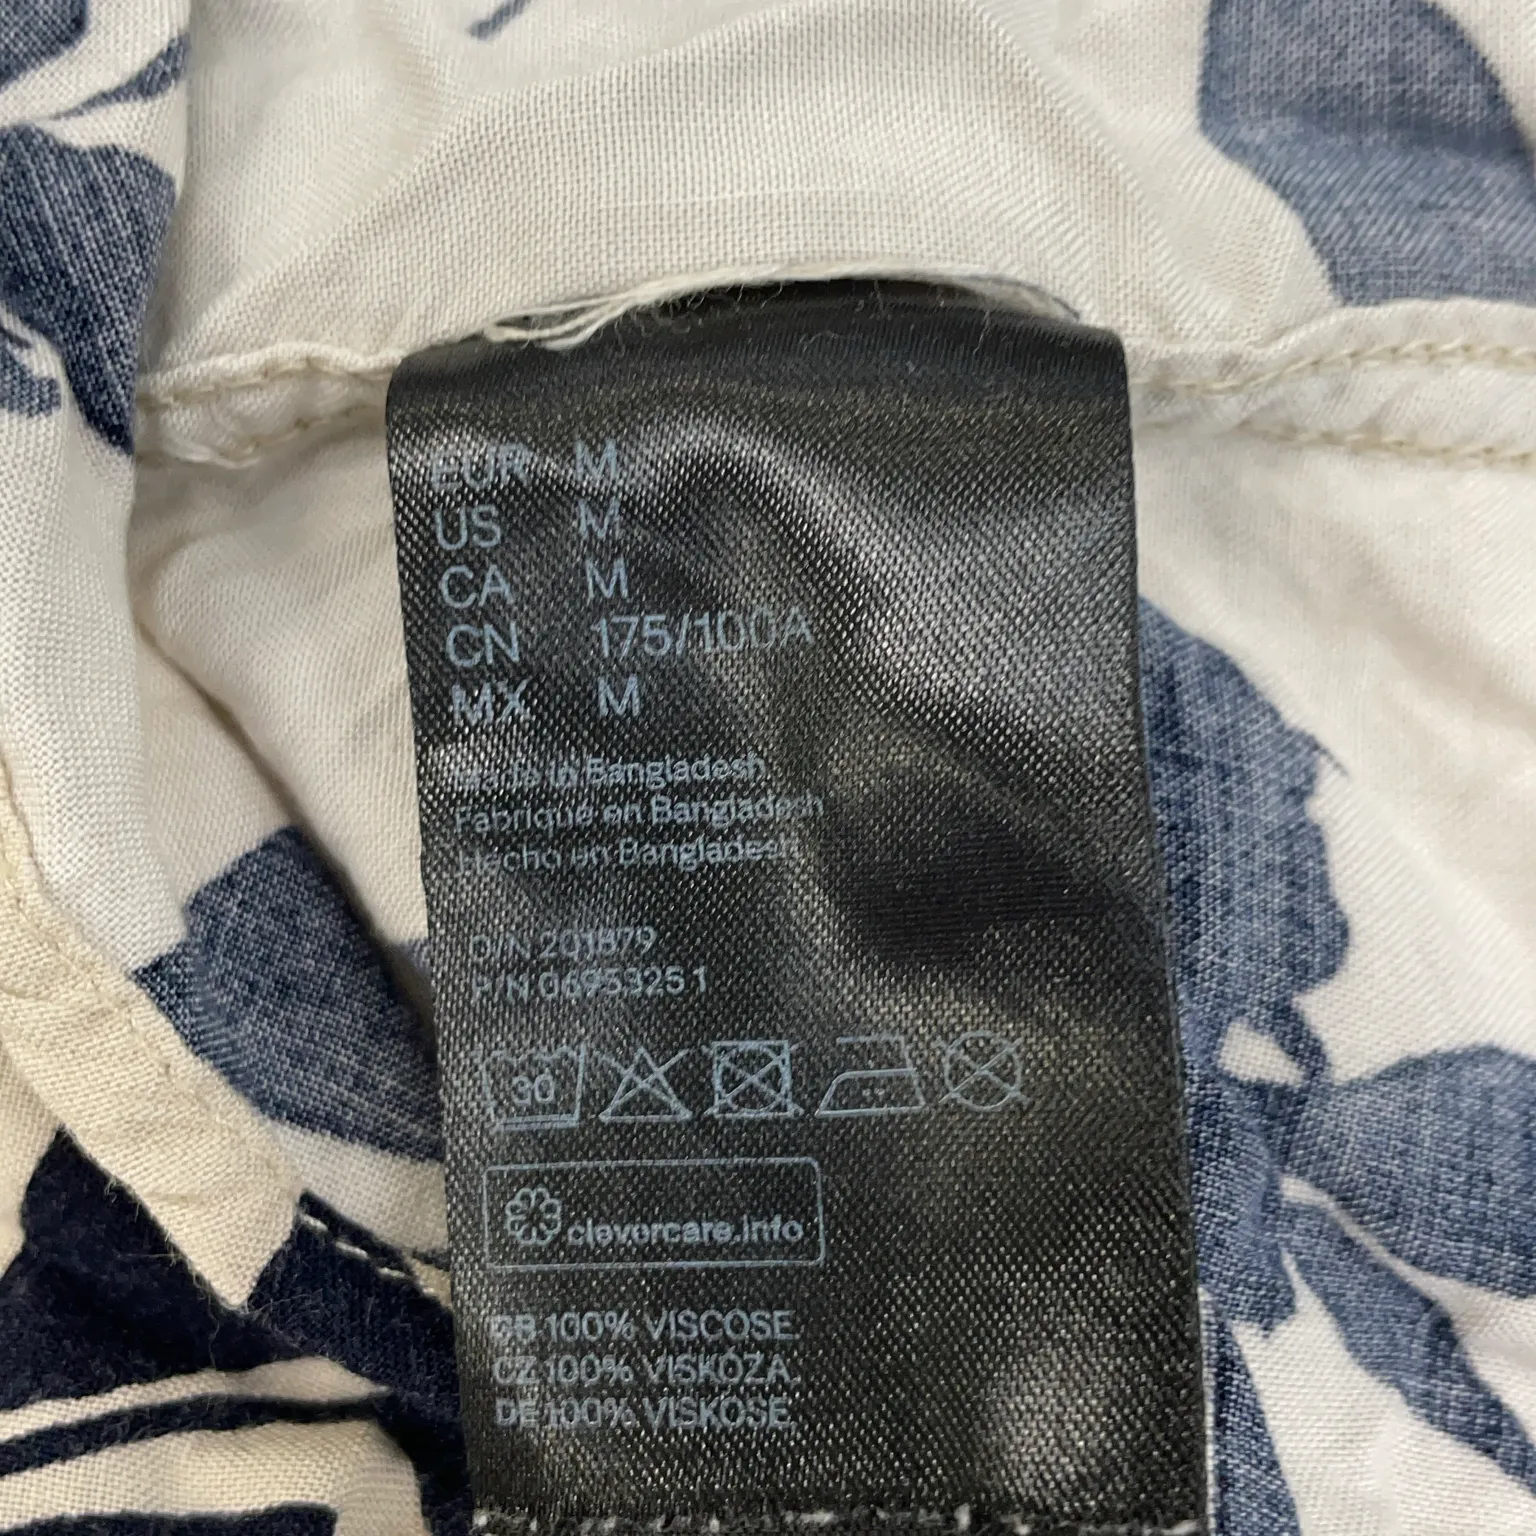 EUR M
US M
CA M
CN 175/100A
MX M
Made in Bangladesh
Fabriqué en Bangladesh
Hecho en Bangladesh
O/N.201879
P/N.06953251
30
clevercare.info
GB 100% VISCOSE.
CZ 100% VISKÓZA.
DE 100% VISKOSE.